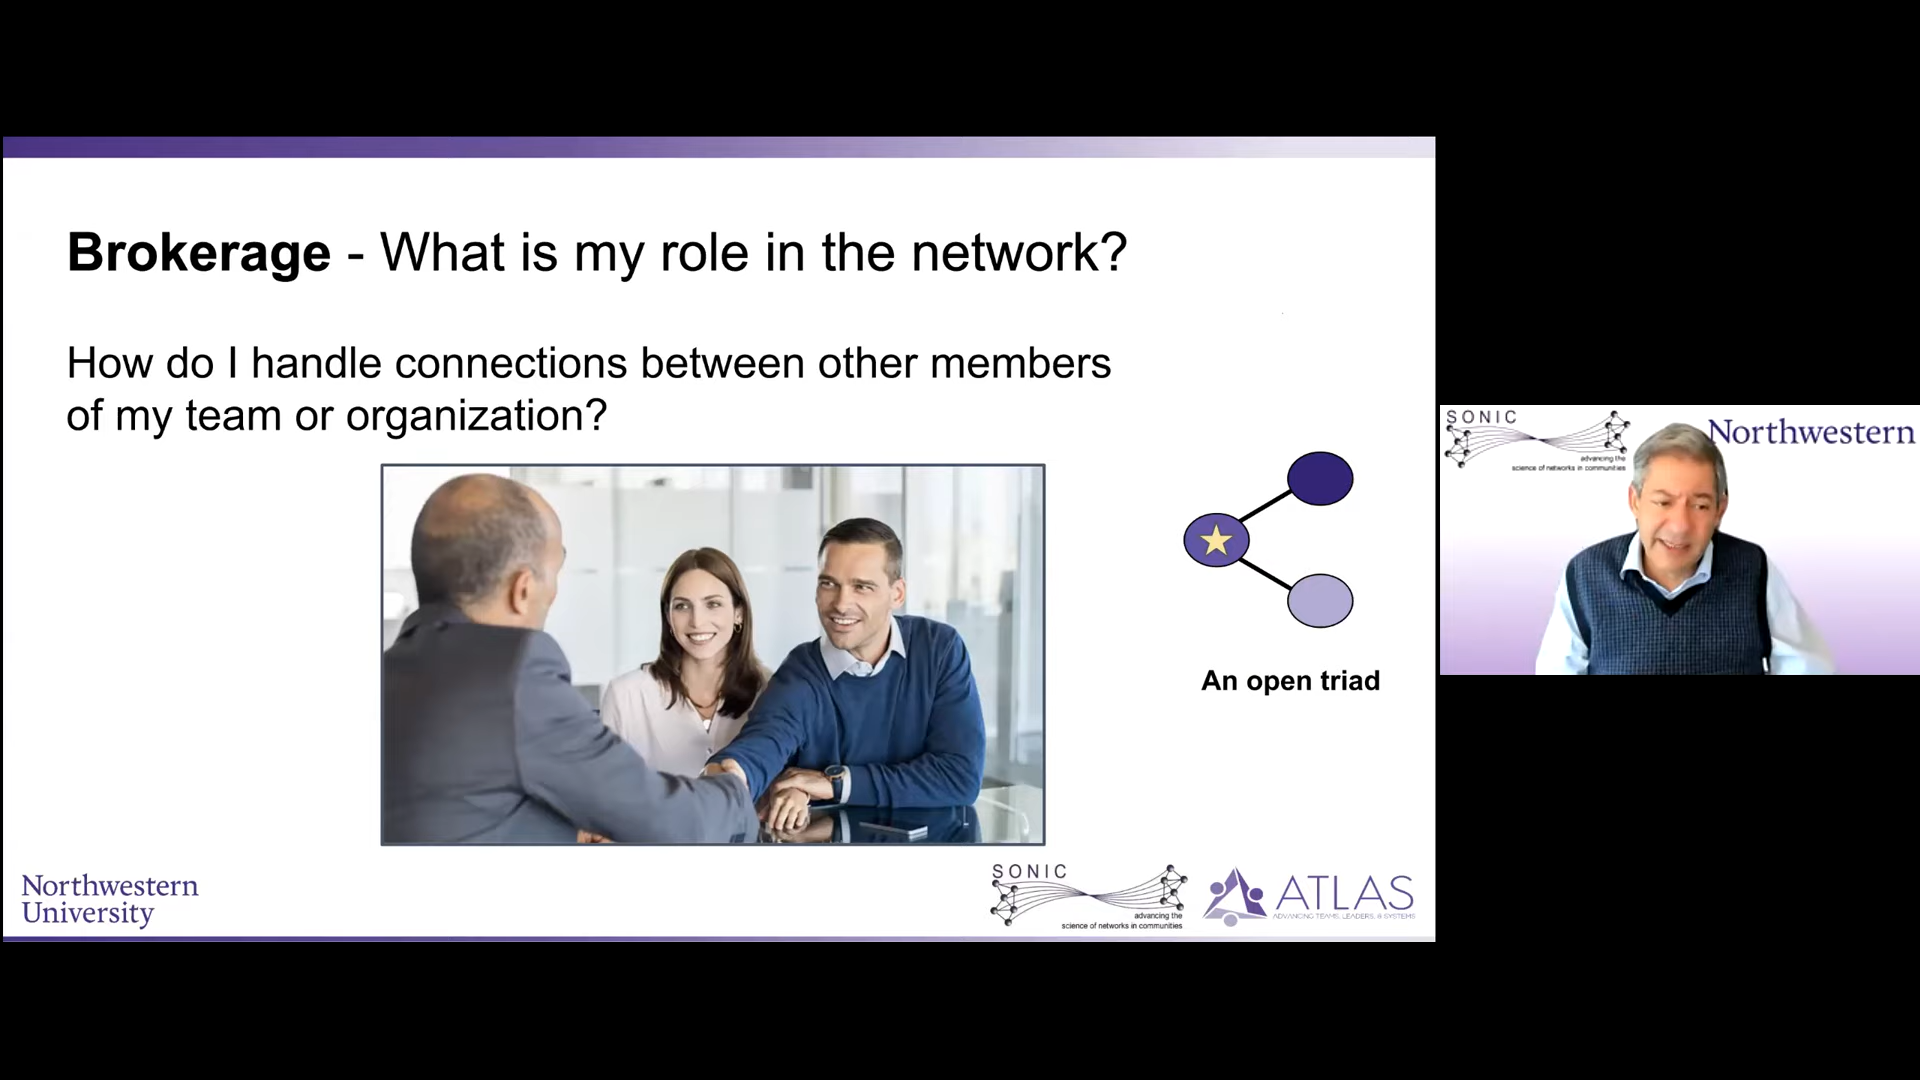 Brokerage - What is my role in the network?
How do I handle connections between other members
of my team or organization?
An open triad
Northwestern
University
SONIC
advancing the
science of networks in communities
ATLAS
ADVANCING TEAMS, LEADERS, & SYSTEMS
SONIC
advancing the
science of networks in communities
Northwestern